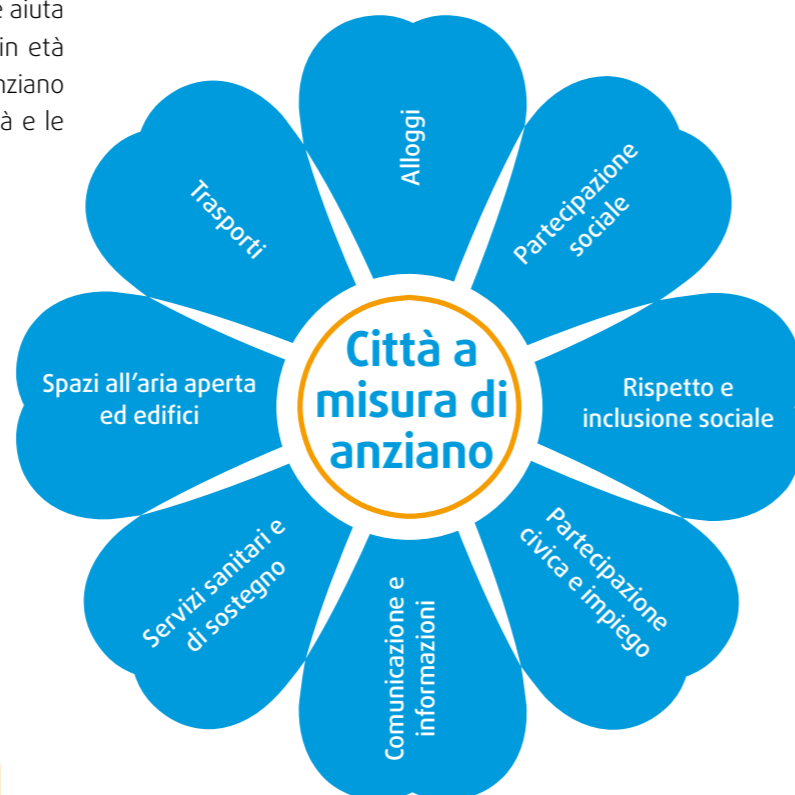 e aiuta
in età
nziano
à e le
Alloggi
Partecipazione
sociale
Rispetto e
inclusione sociale
Partecipazione
civica e impiego
Comunicazione e
informazioni
Servizi sanitari e
di sostegno
Spazi all'aria aperta
ed edifici
Trasporti
Città a
misura di
anziano